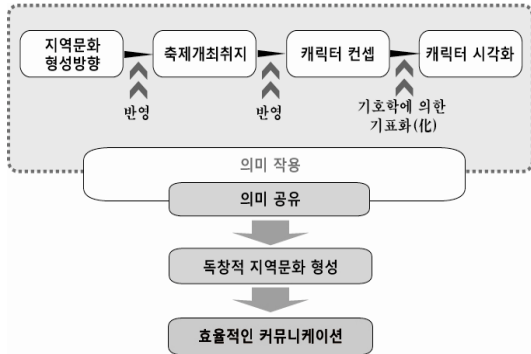 지역문화
형성방향
축제개최취지
캐릭터 컨셉
캐릭터 시각화
반영
반영
기호학에 의한
기표화(化)
의미 작용
의미 공유
독창적 지역문화 형성
효율적인 커뮤니케이션